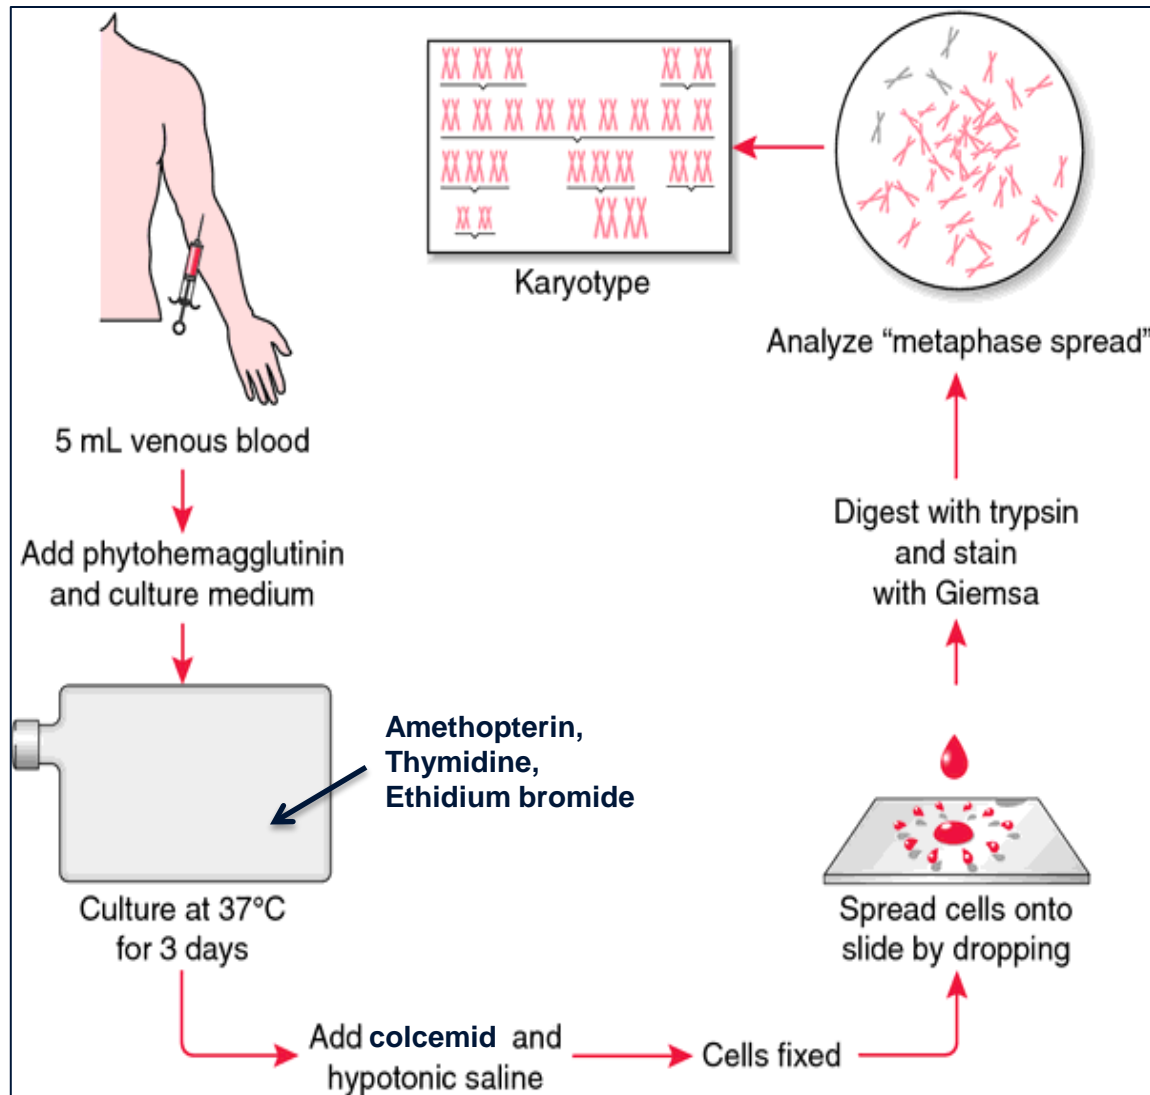 5 mL venous blood
Add phytohemagglutinin
and culture medium
Amethopterin,
Thymidine,
Ethidium bromide
Culture at 37°C
for 3 days
Add colcemid and
hypotonic saline
Cells fixed
Spread cells onto
slide by dropping
Digest with trypsin
and stain
with Giemsa
Analyze “metaphase spread”
Karyotype